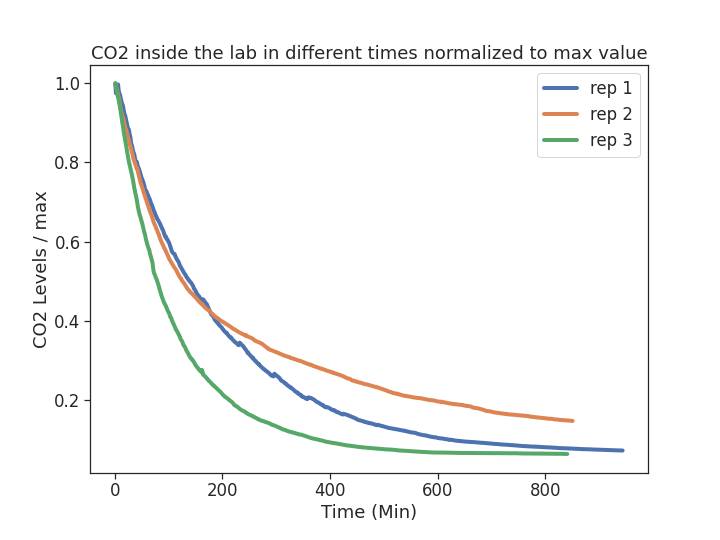 CO2 inside the lab in different times normalized to max value
rep 1
rep 2
rep 3
CO2 Levels / max
1.0
0.8
0.6
0.4
0.2
0
200
400
600
800
Time (Min)